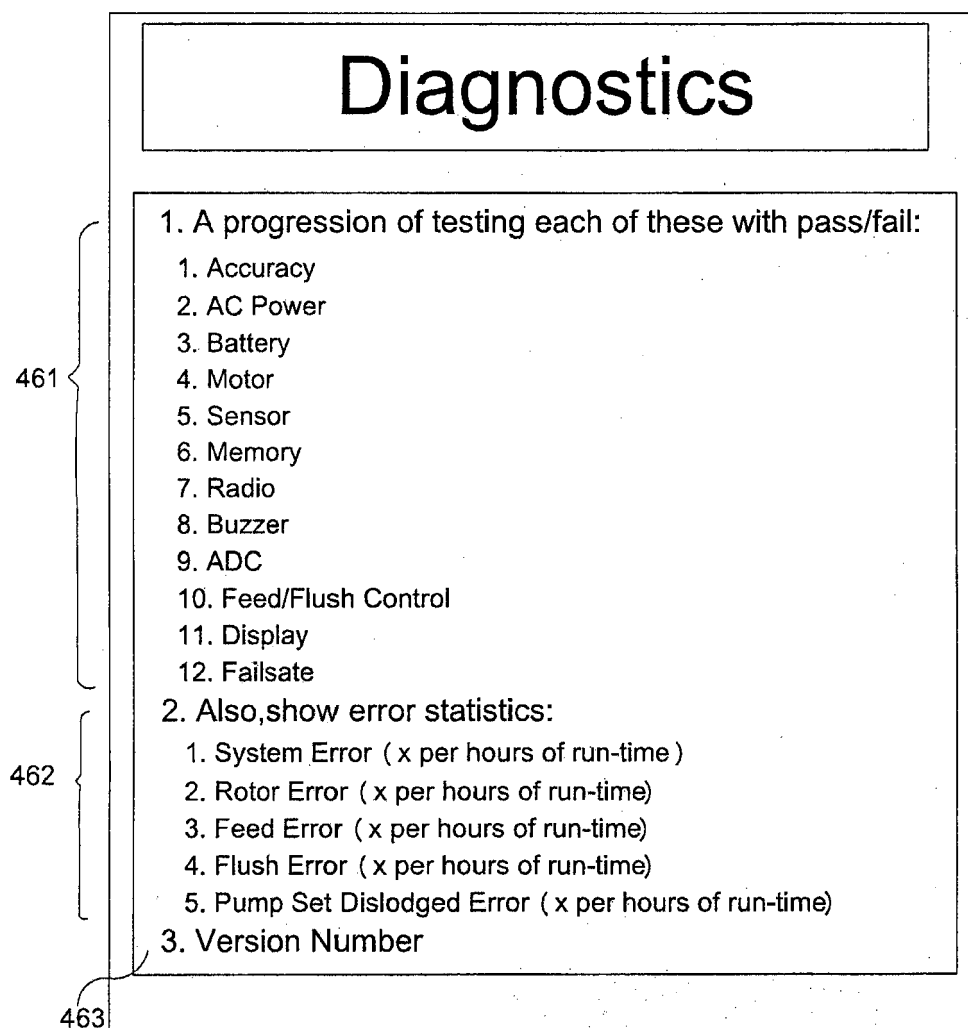 Diagnostics
1. A progression of testing each of these with pass/fail:
1. Accuracy
2. AC Power
3. Battery
461
4. Motor
5. Sensor
6. Memory
7. Radio
8. Buzzer
9. ADC
10. Feed/Flush Control
11. Display
12. Failsate
2. Also,show error statistics:
1. System Error ( x per hours of run-time )
462
2. Rotor Error ( x per hours of run-time)
3. Feed Error ( x per hours of run-time)
4. Flush Error ( x per hours of run-time)
5. Pump Set Dislodged Error ( x per hours of run-time)
3. Version Number
463